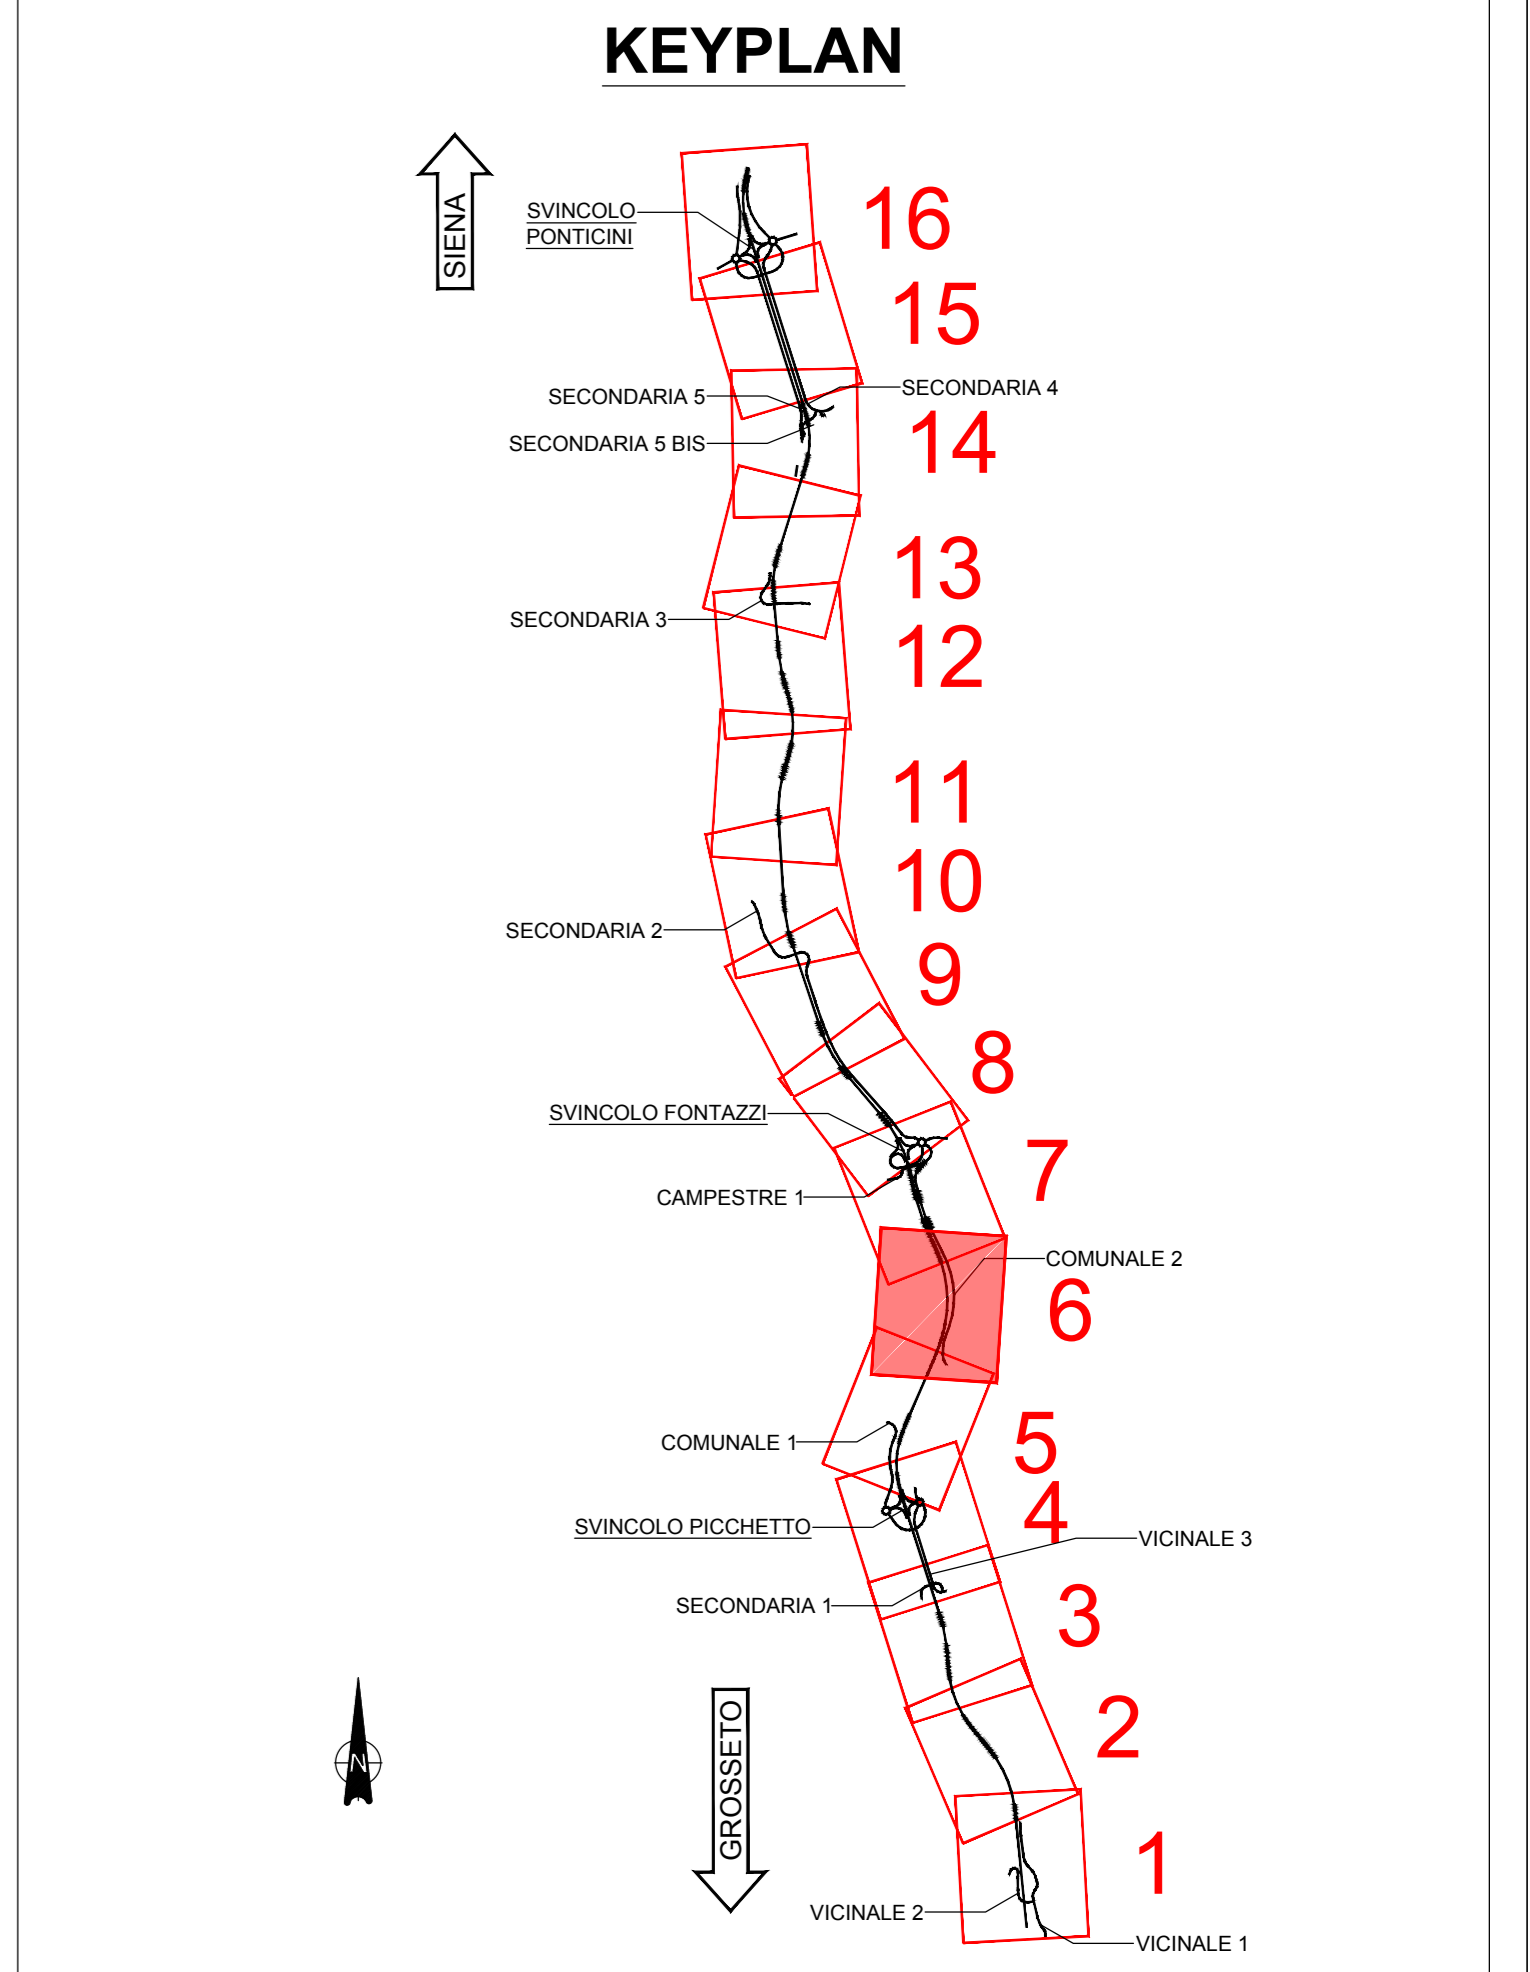 KEYPLAN
SIENA
16
SVINCOLO
PONTICINI
15
SECONDARIA 4
SECONDARIA 5
14
SECONDARIA 5 BIS
13
SECONDARIA 3
12
11
10
SECONDARIA 2
9
8
SVINCOLO FONTAZZI
7
CAMPESTRE 1
COMUNALE 2
6
COMUNALE 1
5
4
SVINCOLO PICCHETTO
VICINALE 3
SECONDARIA 1
3
2
GROSSETO
N
1
VICINALE 2
VICINALE 1